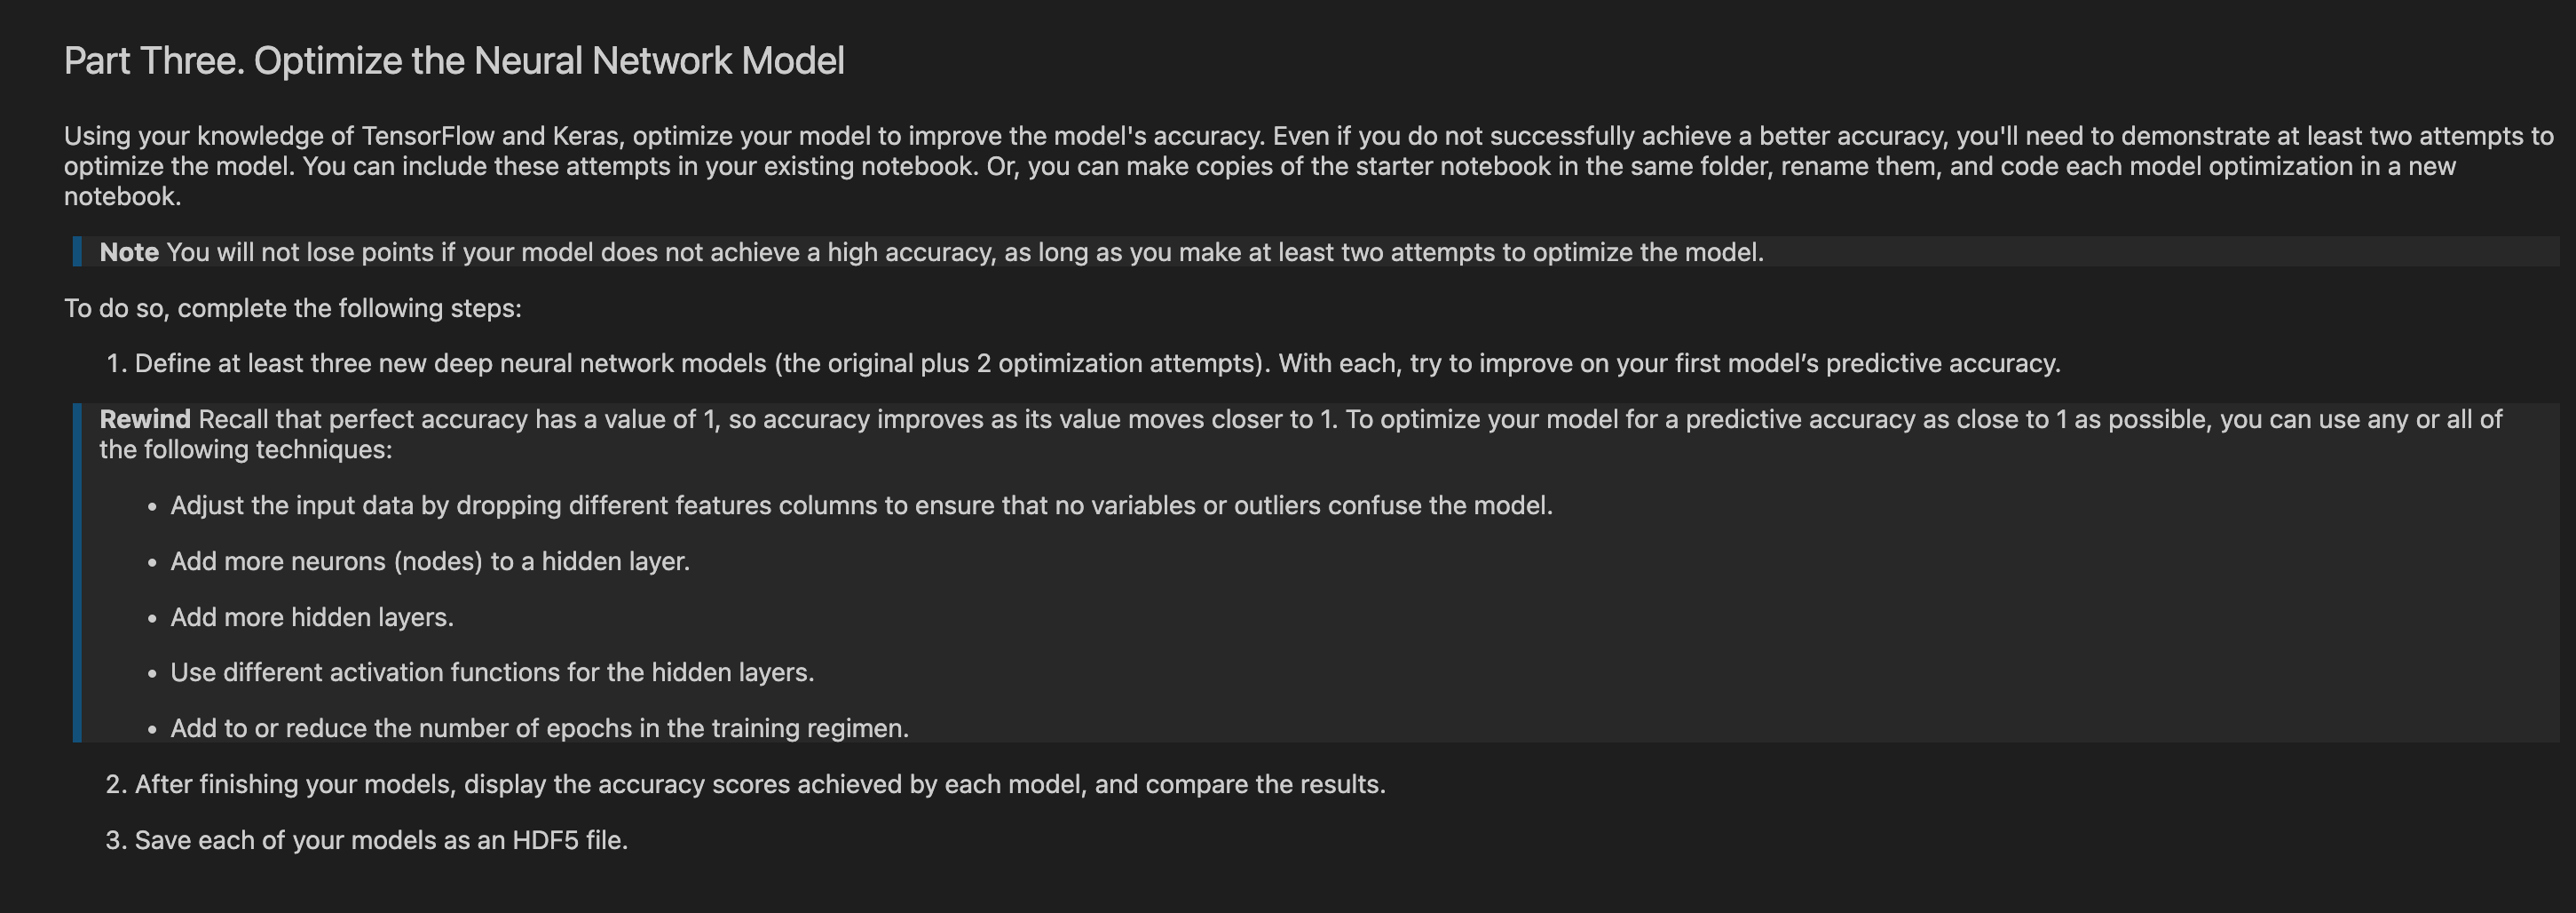 Part Three. Optimize the Neural Network Model
Using your knowledge of TensorFlow and Keras, optimize your model to improve the model's accuracy. Even if you do not successfully achieve a better accuracy, you'll need to demonstrate at least two attempts to
optimize the model. You can include these attempts in your existing notebook. Or, you can make copies of the starter notebook in the same folder, rename them, and code each model optimization in a new
notebook.
Note You will not lose points if your model does not achieve a high accuracy, as long as you make at least two attempts to optimize the model.
To do so, complete the following steps:
1. Define at least three new deep neural network models (the original plus 2 optimization attempts). With each, try to improve on your first model’s predictive accuracy.
Rewind Recall that perfect accuracy has a value of 1, so accuracy improves as its value moves closer to 1. To optimize your model for a predictive accuracy as close to 1 as possible, you can use any or all of
the following techniques:
• Adjust the input data by dropping different features columns to ensure that no variables or outliers confuse the model.
• Add more neurons (nodes) to a hidden layer.
• Add more hidden layers.
• Use different activation functions for the hidden layers.
• Add to or reduce the number of epochs in the training regimen.
2. After finishing your models, display the accuracy scores achieved by each model, and compare the results.
3. Save each of your models as an HDF5 file.